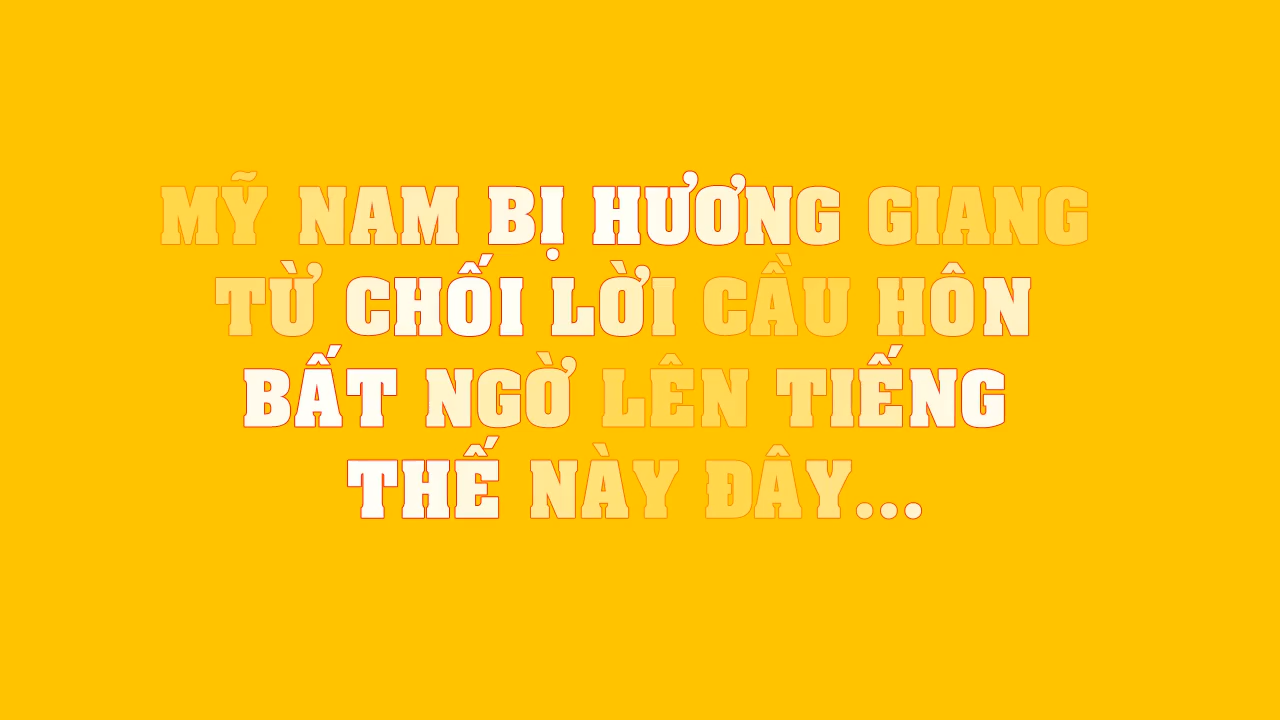 MỸ NAM BỊ HƯƠNG GIANG
TỪ CHỐI LỜI CẦU HÔN
BẤT NGỜ LÊN TIẾNG
THẾ NÀY ĐÂY...